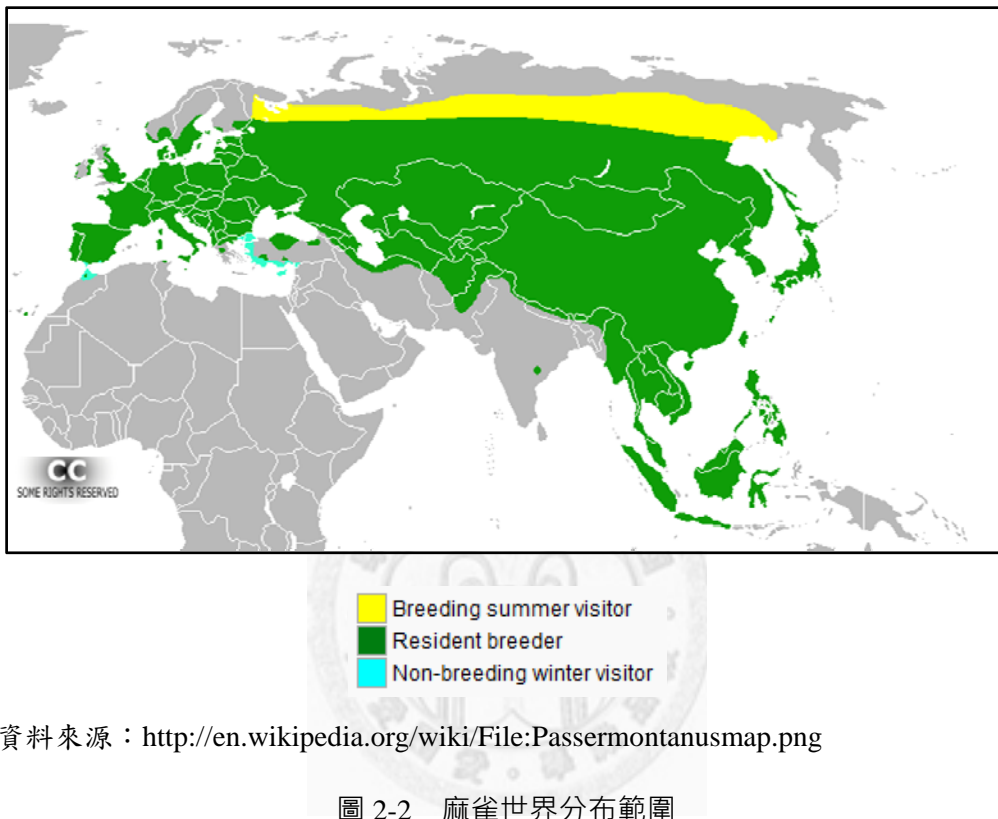 CC
SOME RIGHTS RESERVED
Breeding summer visitor
Resident breeder
Non-breeding winter visitor
資料來源：http://en.wikipedia.org/wiki/File:Passermontanusmap.png
圖 2-2 麻雀世界分布範圍